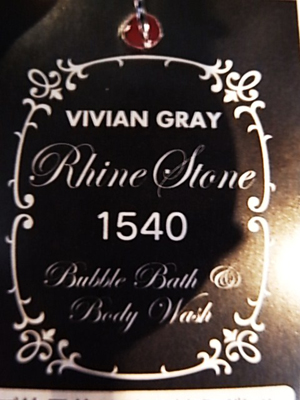 VIVIAN GRAY
Rhine Stone
1540
Bubble Bath &
Body Wash